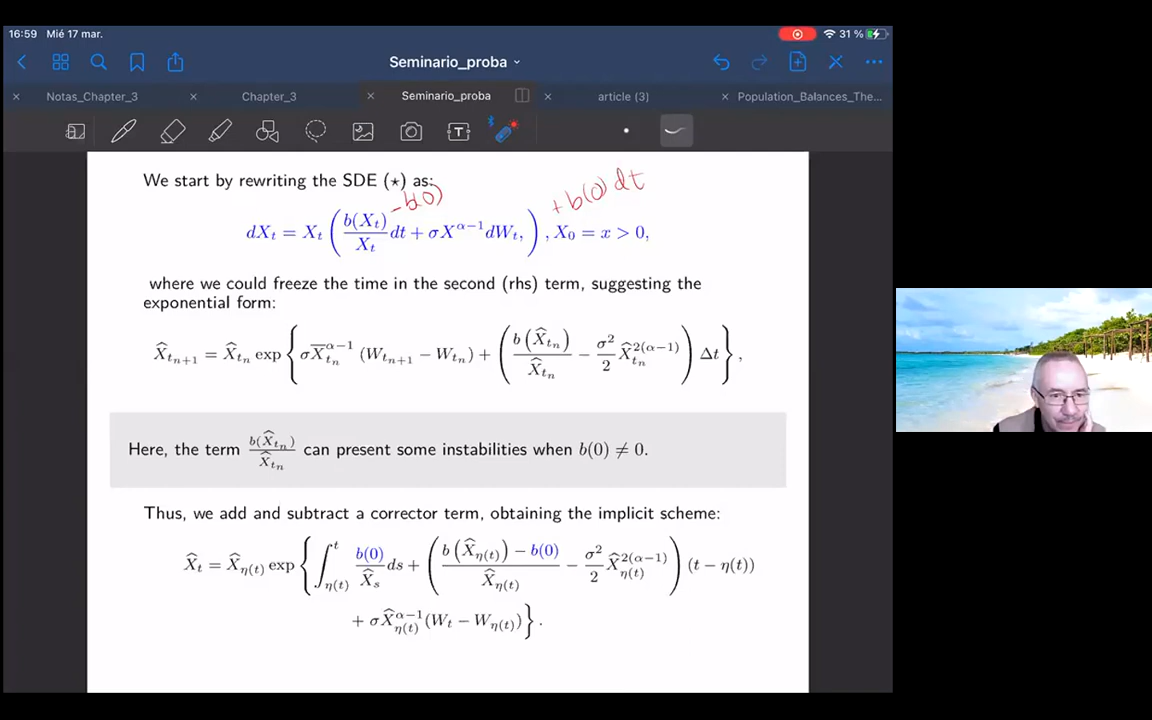 16:59 Mié 17 mar.
31 %
Seminario_proba
Notas_Chapter_3
Chapter_3
Seminario_proba
article (3)
Population_Balances_The...
We start by rewriting the SDE (⋆) as:
−b(0)
+b(0) dt
dX_t = X_t ( b(X_t)/X_t dt + σX^{α−1}dW_t, ) , X_0 = x > 0,
where we could freeze the time in the second (rhs) term, suggesting the
exponential form:
X̂_{t_{n+1}} = X̂_{t_n} exp { σX̅_{t_n}^{α−1} (W_{t_{n+1}} − W_{t_n}) + ( b(X̂_{t_n})/X̂_{t_n} − σ²/2 X̂_{t_n}^{2(α−1)} ) Δt } ,
Here, the term b(X̂_{t_n})/X̂_{t_n} can present some instabilities when b(0) ≠ 0.
Thus, we add and subtract a corrector term, obtaining the implicit scheme:
X̂_t = X̂_{η(t)} exp { ∫_{η(t)}^t b(0)/X̂_s ds + ( b(X̂_{η(t)}) − b(0) / X̂_{η(t)} − σ²/2 X̂_{η(t)}^{2(α−1)} ) (t − η(t))
+ σX̂_{η(t)}^{α−1}(W_t − W_{η(t)}) } .